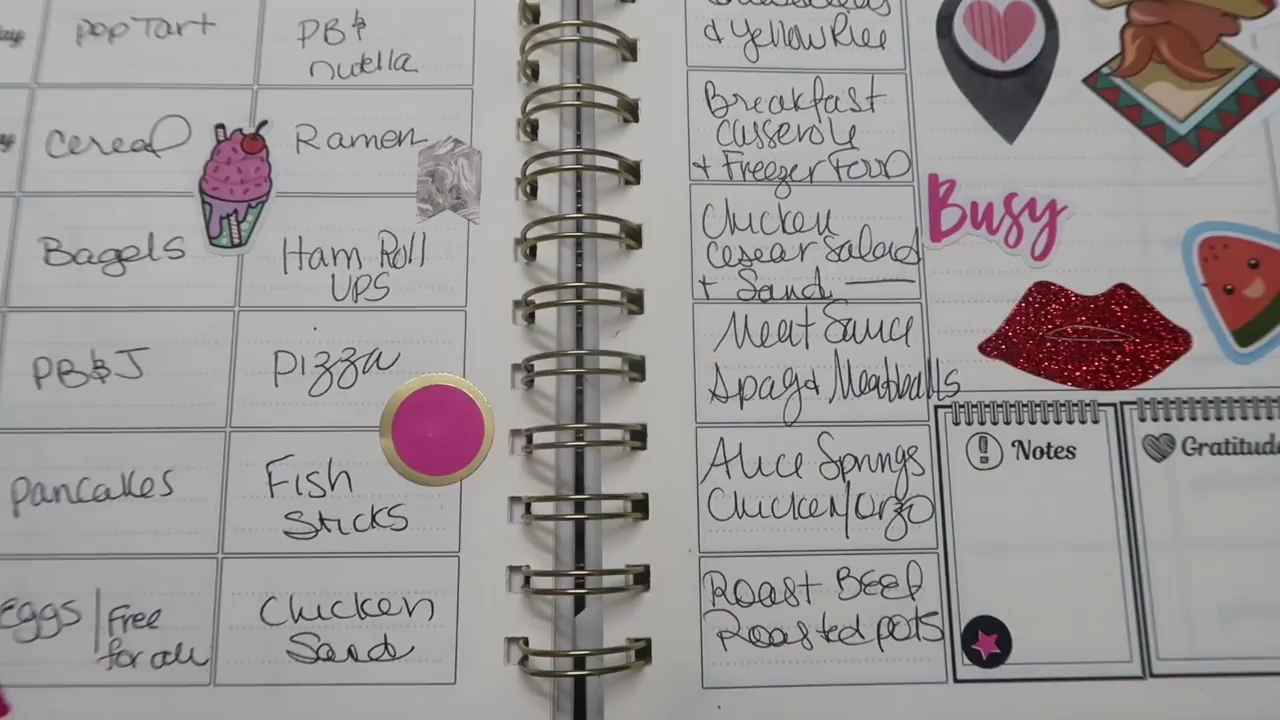 pop Tart
PB &
nutella
cereal
Ramen
Bagels
Ham Roll
UPS
PB & J
Pizza
pancakes
Fish
Sticks
Eggs | Free
for all
Chicken
Sand
& Yellow Rice
Breakfast
casserole
+ Freezer Food
Chicken
cesear salad
+ Sand
Meat Sauce
Spag & Meatballs
Alice Springs
Chicken/orzo
Roast Beef
Roasted pots
Busy
Notes
Gratitud